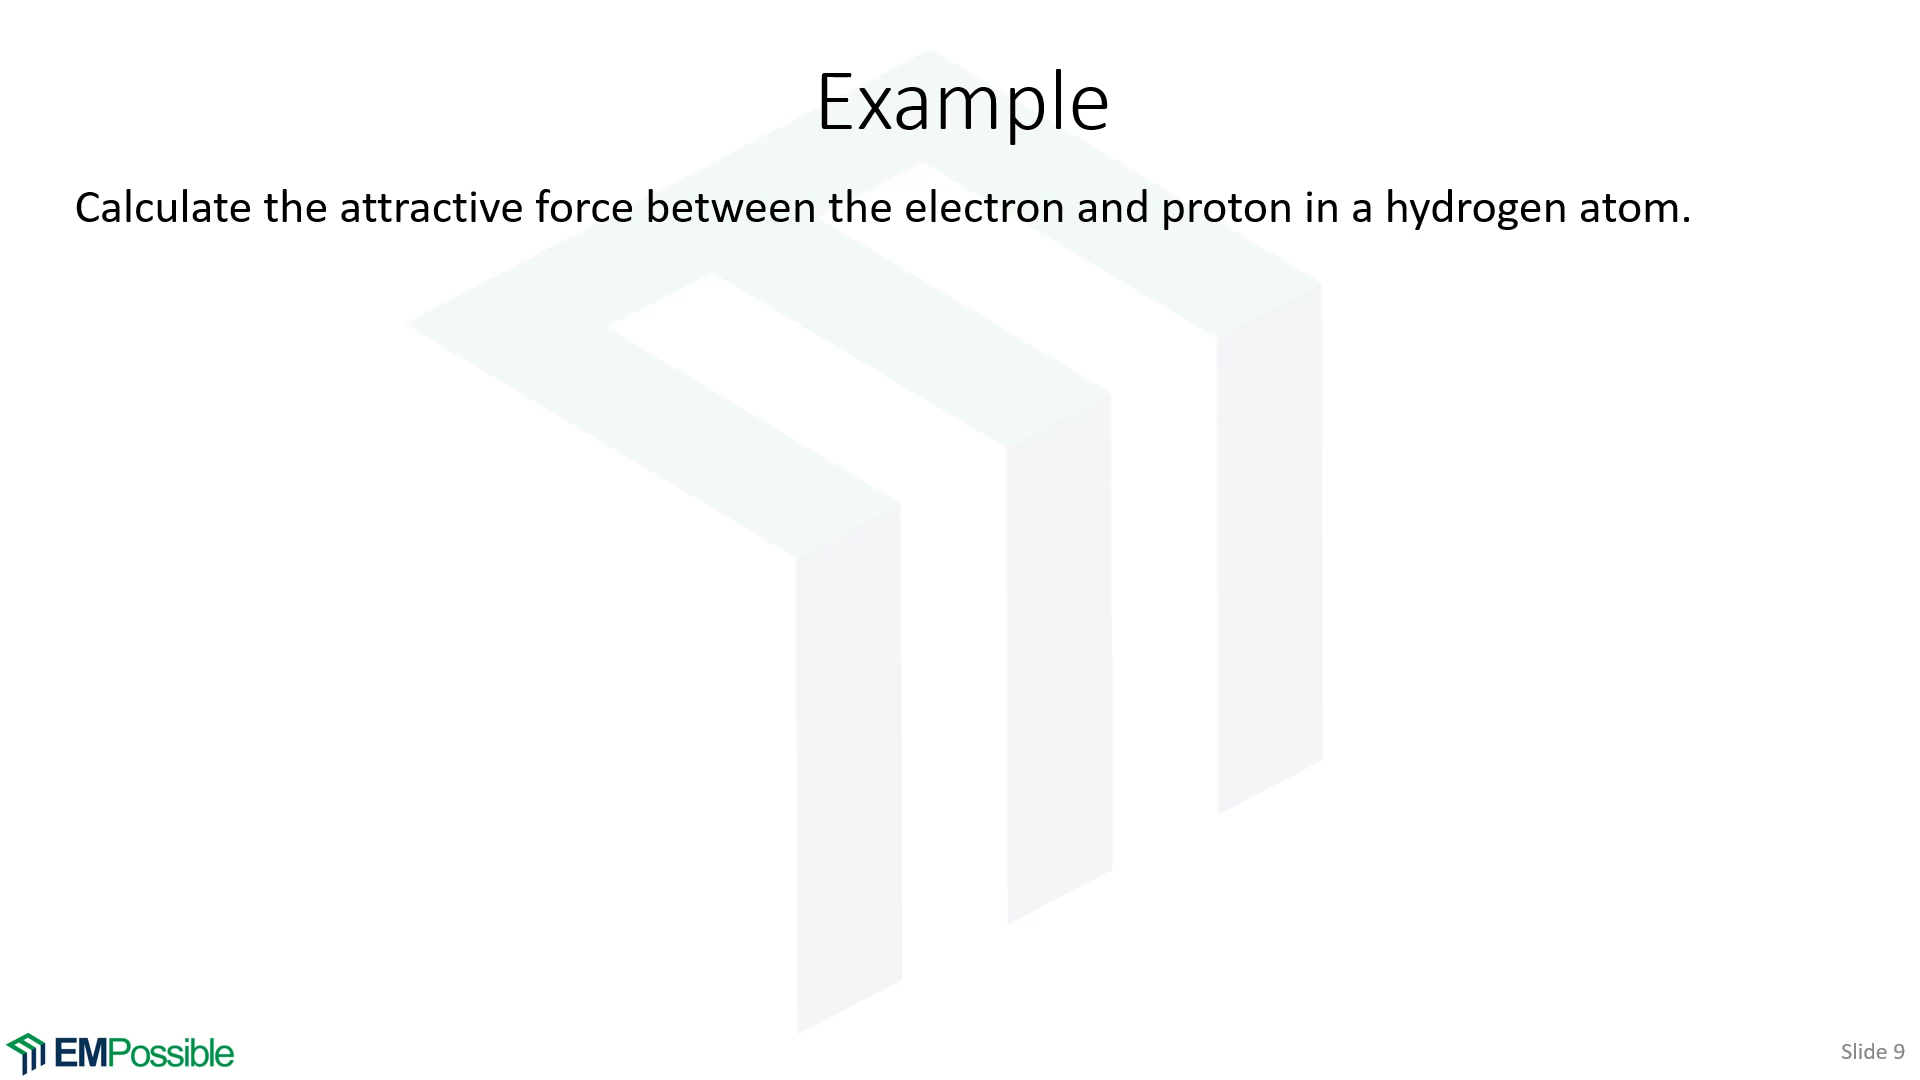 Example
Calculate the attractive force between the electron and proton in a hydrogen atom.
EMPossible
Slide 9